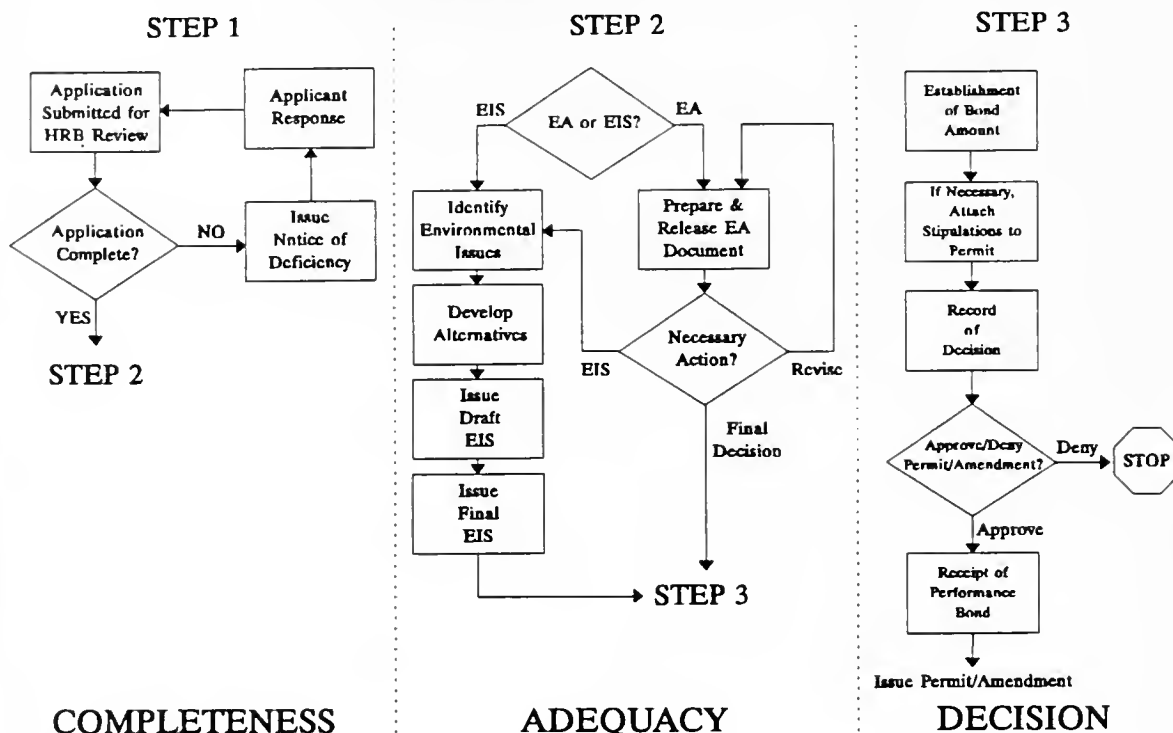 STEP 1
Application
Submitted for
HRB Review
Applicant
Response
Application
Complete?
NO
Issue
Notice of
Deficiency
YES
STEP 2
COMPLETENESS
STEP 2
EA or EIS?
EIS
EA
Identify
Environmental
Issues
Prepare &
Release EA
Document
Develop
Alternatives
Necessary
Action?
EIS
Revise
Issue
Draft
EIS
Final
Decision
Issue
Final
EIS
STEP 3
ADEQUACY
STEP 3
Establishment
of Bond
Amount
If Necessary,
Attach
Stipulations to
Permit
Record
of
Decision
Approve/Deny
Permit/Amendment?
Deny
STOP
Approve
Receipt of
Performance
Bond
Issue Permit/Amendment
DECISION